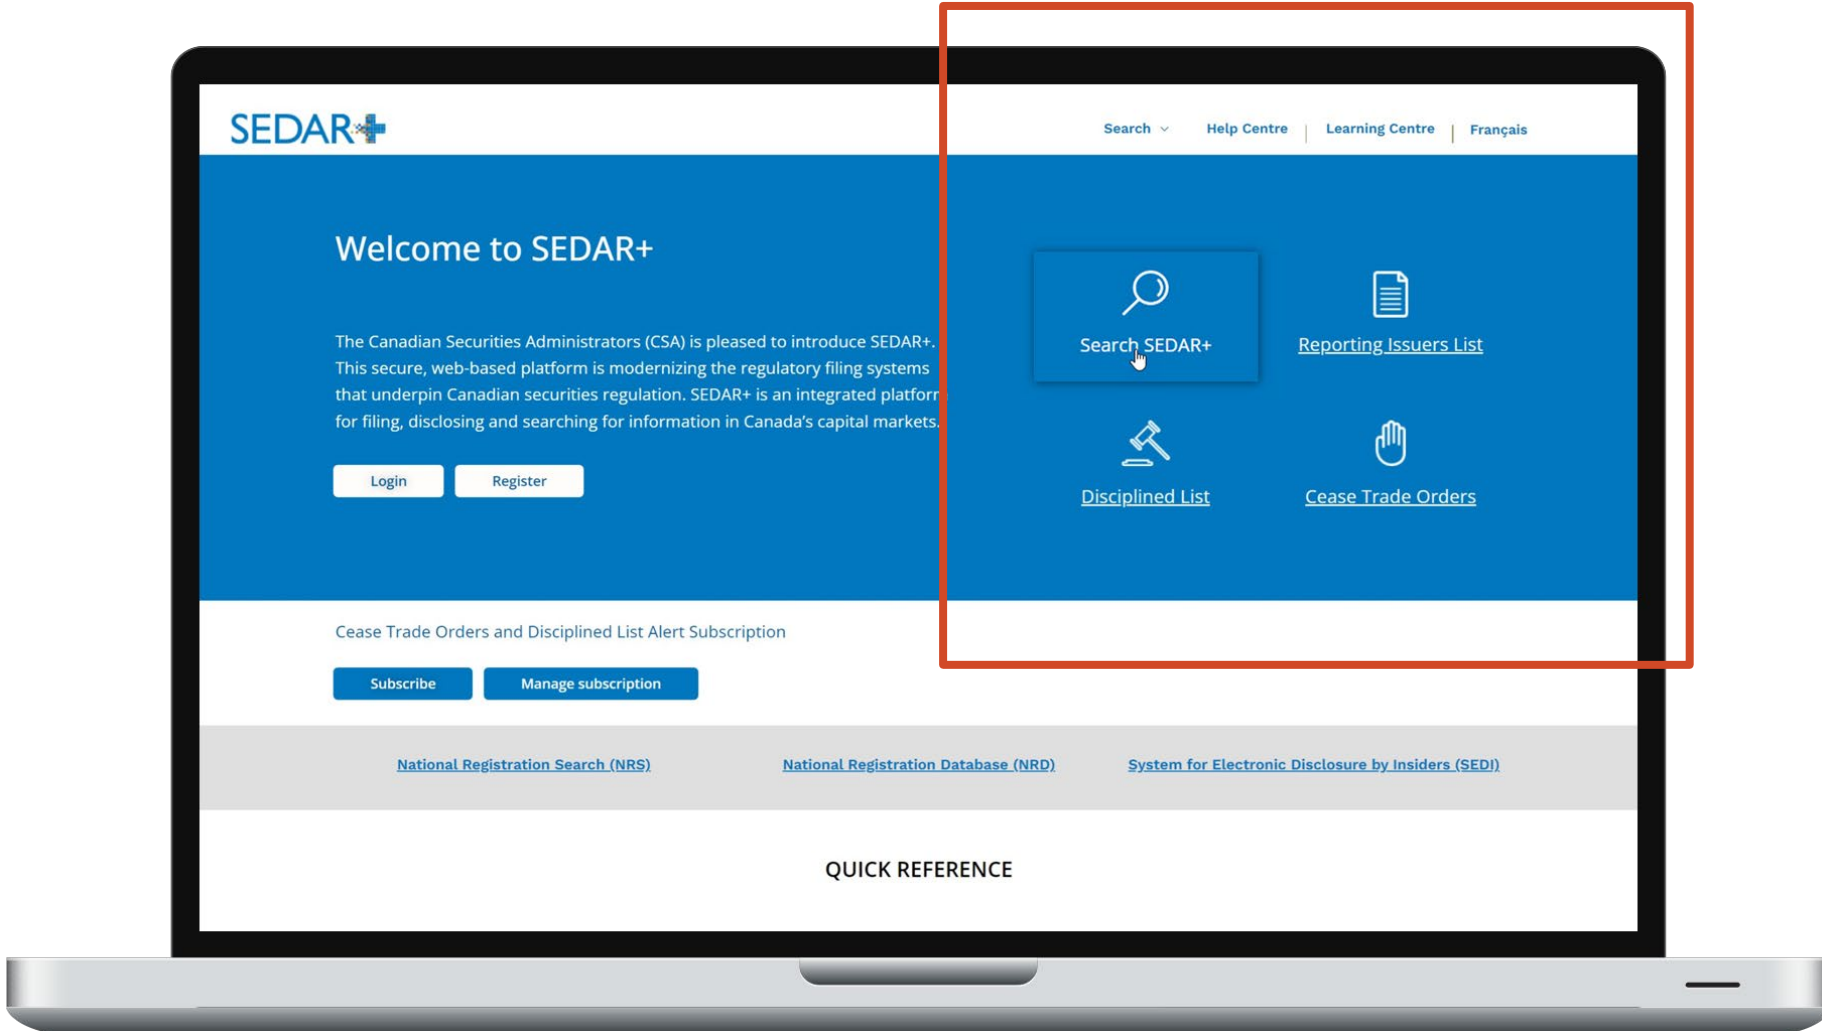 SEDAR+
Search
Help Centre
Learning Centre
Français
Welcome to SEDAR+
The Canadian Securities Administrators (CSA) is pleased to introduce SEDAR+.
This secure, web-based platform is modernizing the regulatory filing systems
that underpin Canadian securities regulation. SEDAR+ is an integrated platform
for filing, disclosing and searching for information in Canada's capital markets.
Login
Register
Search SEDAR+
Reporting Issuers List
Disciplined List
Cease Trade Orders
Cease Trade Orders and Disciplined List Alert Subscription
Subscribe
Manage subscription
National Registration Search (NRS)
National Registration Database (NRD)
System for Electronic Disclosure by Insiders (SEDI)
QUICK REFERENCE